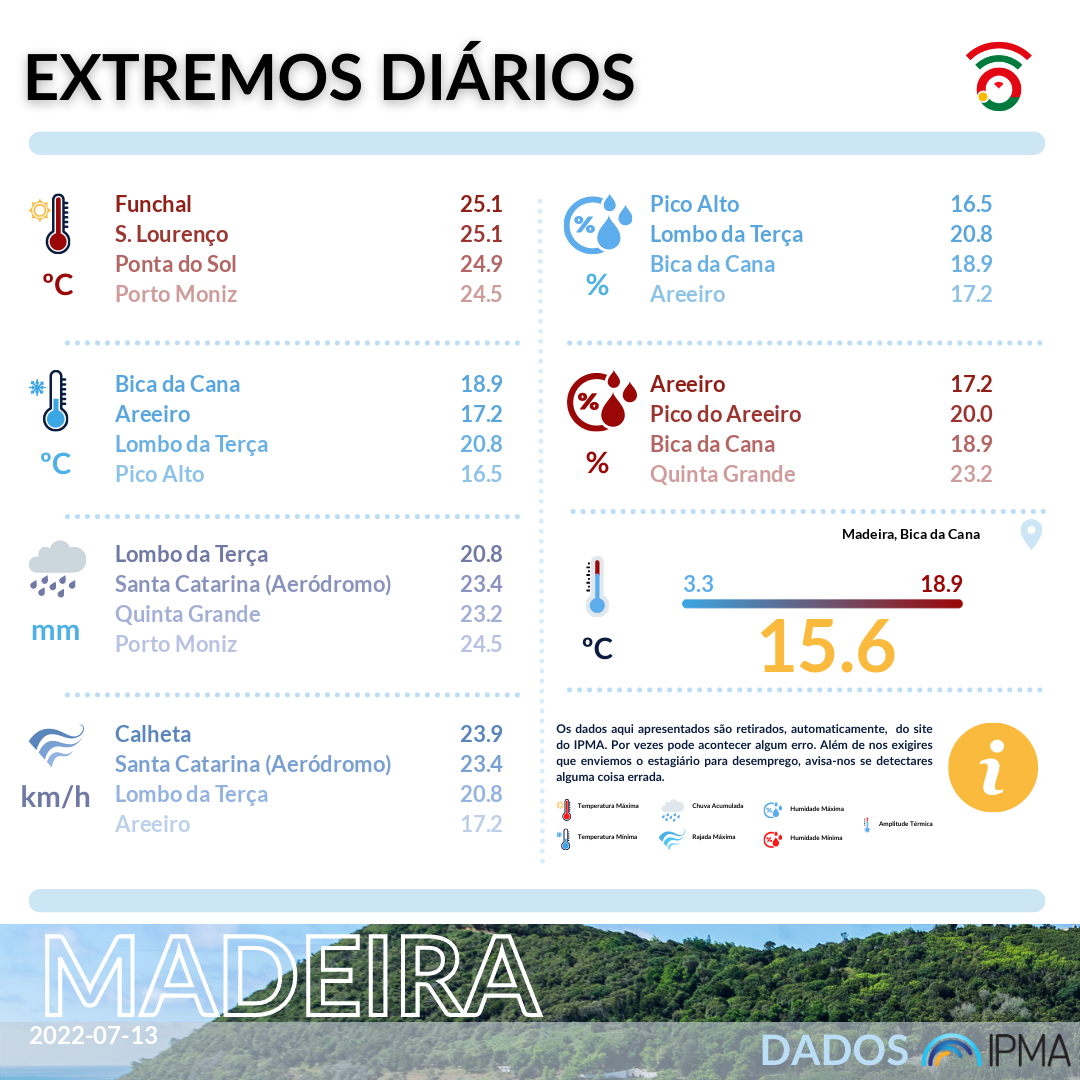 EXTREMOS DIÁRIOS
Funchal 25.1
S. Lourenço 25.1
Ponta do Sol 24.9
Porto Moniz 24.5
ºC
Pico Alto 16.5
Lombo da Terça 20.8
Bica da Cana 18.9
Areeiro 17.2
%
Bica da Cana 18.9
Areeiro 17.2
Lombo da Terça 20.8
Pico Alto 16.5
ºC
Areeiro 17.2
Pico do Areeiro 20.0
Bica da Cana 18.9
Quinta Grande 23.2
%
Lombo da Terça 20.8
Santa Catarina (Aeródromo) 23.4
Quinta Grande 23.2
Porto Moniz 24.5
mm
Madeira, Bica da Cana
3.3 18.9
15.6
ºC
Calheta 23.9
Santa Catarina (Aeródromo) 23.4
Lombo da Terça 20.8
Areeiro 17.2
km/h
Os dados aqui apresentados são retirados, automaticamente, do site
do IPMA. Por vezes pode acontecer algum erro. Além de nos exigires
que enviemos o estagiário para desemprego, avisa-nos se detectares
alguma coisa errada.
i
Temperatura Máxima
Chuva Acumulada
Humidade Máxima
Amplitude Térmica
Temperatura Mínima
Rajada Máxima
Humidade Mínima
MADEIRA
2022-07-13
DADOS IPMA